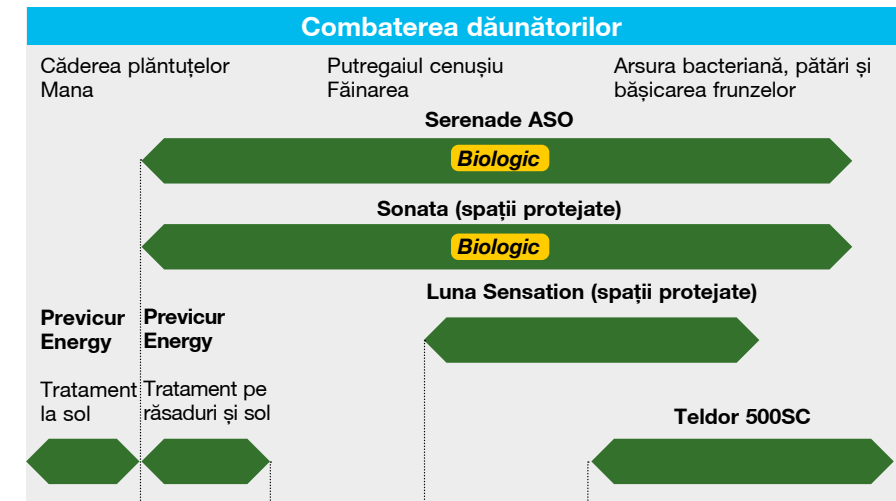 Combaterea dăunătorilor
Căderea plăntuțelor
Mana
Putregaiul cenușiu
Făinarea
Arsura bacteriană, pătări și
bășicarea frunzelor
Serenade ASO
Biologic
Sonata (spații protejate)
Biologic
Luna Sensation (spații protejate)
Previcur
Energy
Previcur
Energy
Tratament
la sol
Tratament pe
răsaduri și sol
Teldor 500SC